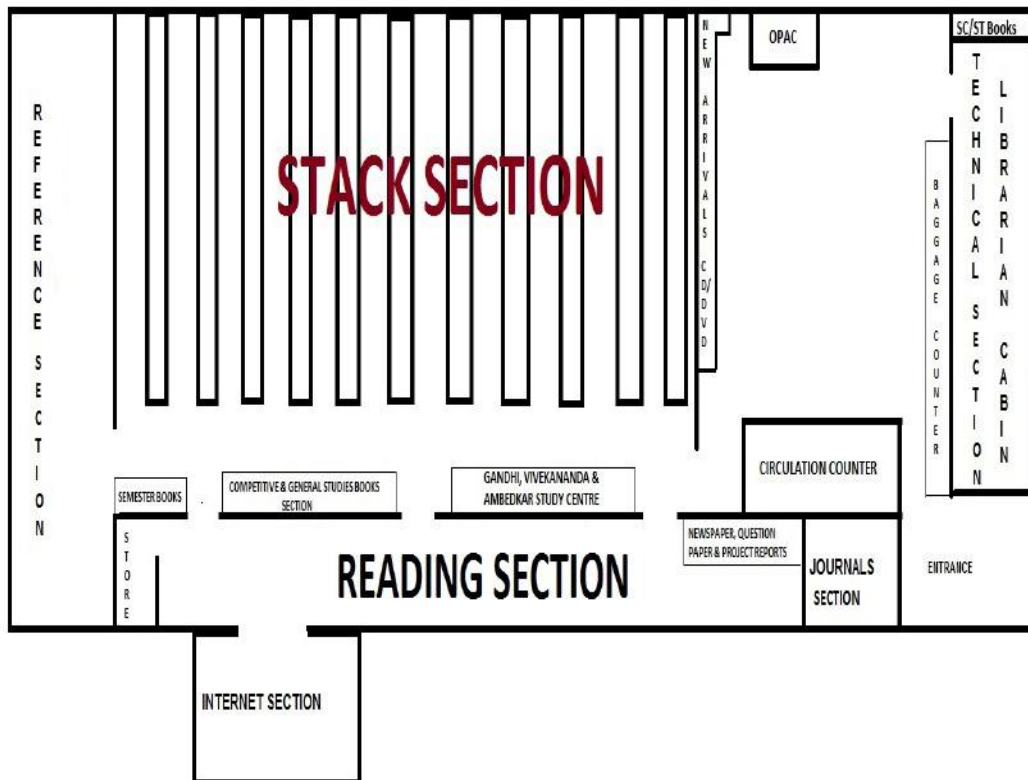 REFERENCE SECTION
STACK SECTION
NEW ARRIVALS CD/DVD
OPAC
SC/ST Books
TECHNICAL SECTION
LIBRARIAN CABIN
BAGGAGE COUNTER
CIRCULATION COUNTER
SEMESTER BOOKS
COMPETITIVE & GENERAL STUDIES BOOKS
SECTION
GANDHI, VIVEKANANDA &
AMBEDKAR STUDY CENTRE
STORE
READING SECTION
NEWSPAPER, QUESTION
PAPER & PROJECT REPORTS
JOURNALS
SECTION
ENTRANCE
INTERNET SECTION